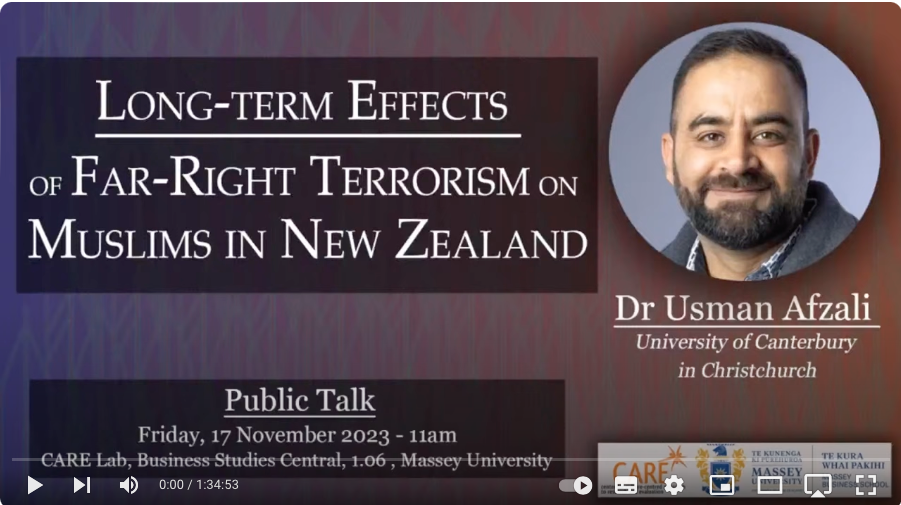 LONG-TERM EFFECTS
OF FAR-RIGHT TERRORISM ON
MUSLIMS IN NEW ZEALAND
Dr Usman Afzali
University of Canterbury
in Christchurch
Public Talk
Friday, 17 November 2023 - 11am
CARE Lab, Business Studies Central, 1.06 , Massey University
CARE
TE KUNENGA
KI PŪREHUROA
MASSEY
UNIVERSITY
TE KURA
WHAI PAKIHI
MASSEY
BUSINESS SCHOOL
0:00 / 1:34:53